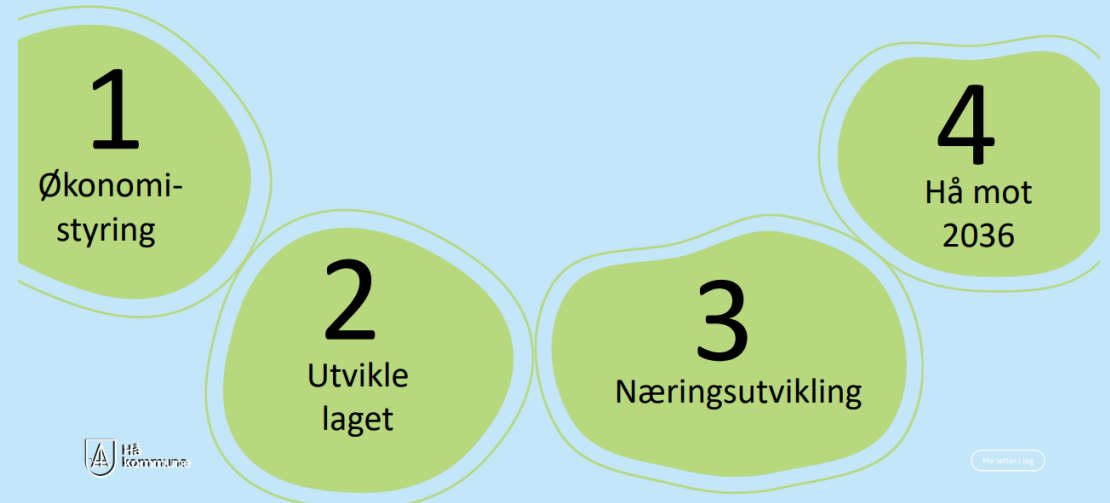 1
Økonomi-
styring
2
Utvikle
laget
3
Næringsutvikling
4
Hå mot
2036
Hå
kommune
Me løfter i lag